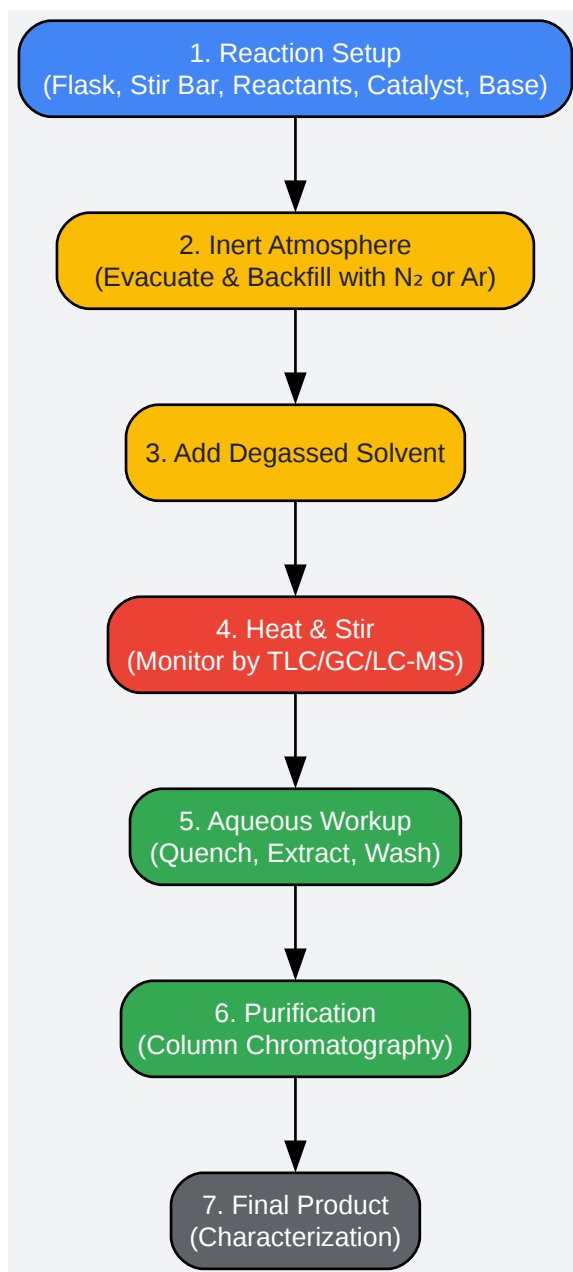 1. Reaction Setup
(Flask, Stir Bar, Reactants, Catalyst, Base)
2. Inert Atmosphere
(Evacuate & Backfill with N₂ or Ar)
3. Add Degassed Solvent
4. Heat & Stir
(Monitor by TLC/GC/LC-MS)
5. Aqueous Workup
(Quench, Extract, Wash)
6. Purification
(Column Chromatography)
7. Final Product
(Characterization)